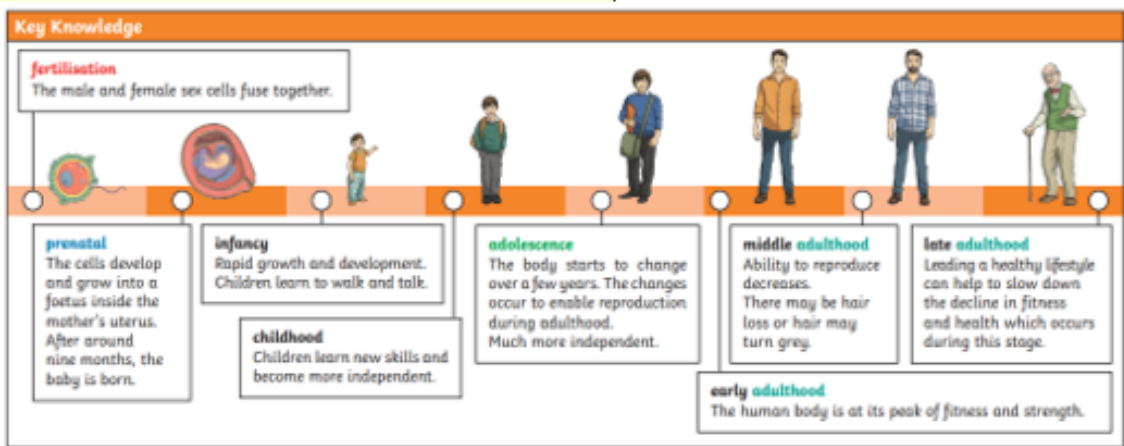 Key Knowledge
fertilisation
The male and female sex cells fuse together.
prenatal
The cells develop
and grow into a
foetus inside the
mother's uterus.
After around
nine months, the
baby is born.
infancy
Rapid growth and development.
Children learn to walk and talk.
childhood
Children learn new skills and
become more independent.
adolescence
The body starts to change
over a few years. The changes
occur to enable reproduction
during adulthood.
Much more independent.
early adulthood
The human body is at its peak of fitness and strength.
middle adulthood
Ability to reproduce
decreases.
There may be hair
loss or hair may
turn grey.
late adulthood
Leading a healthy lifestyle
can help to slow down
the decline in fitness
and health which occurs
during this stage.